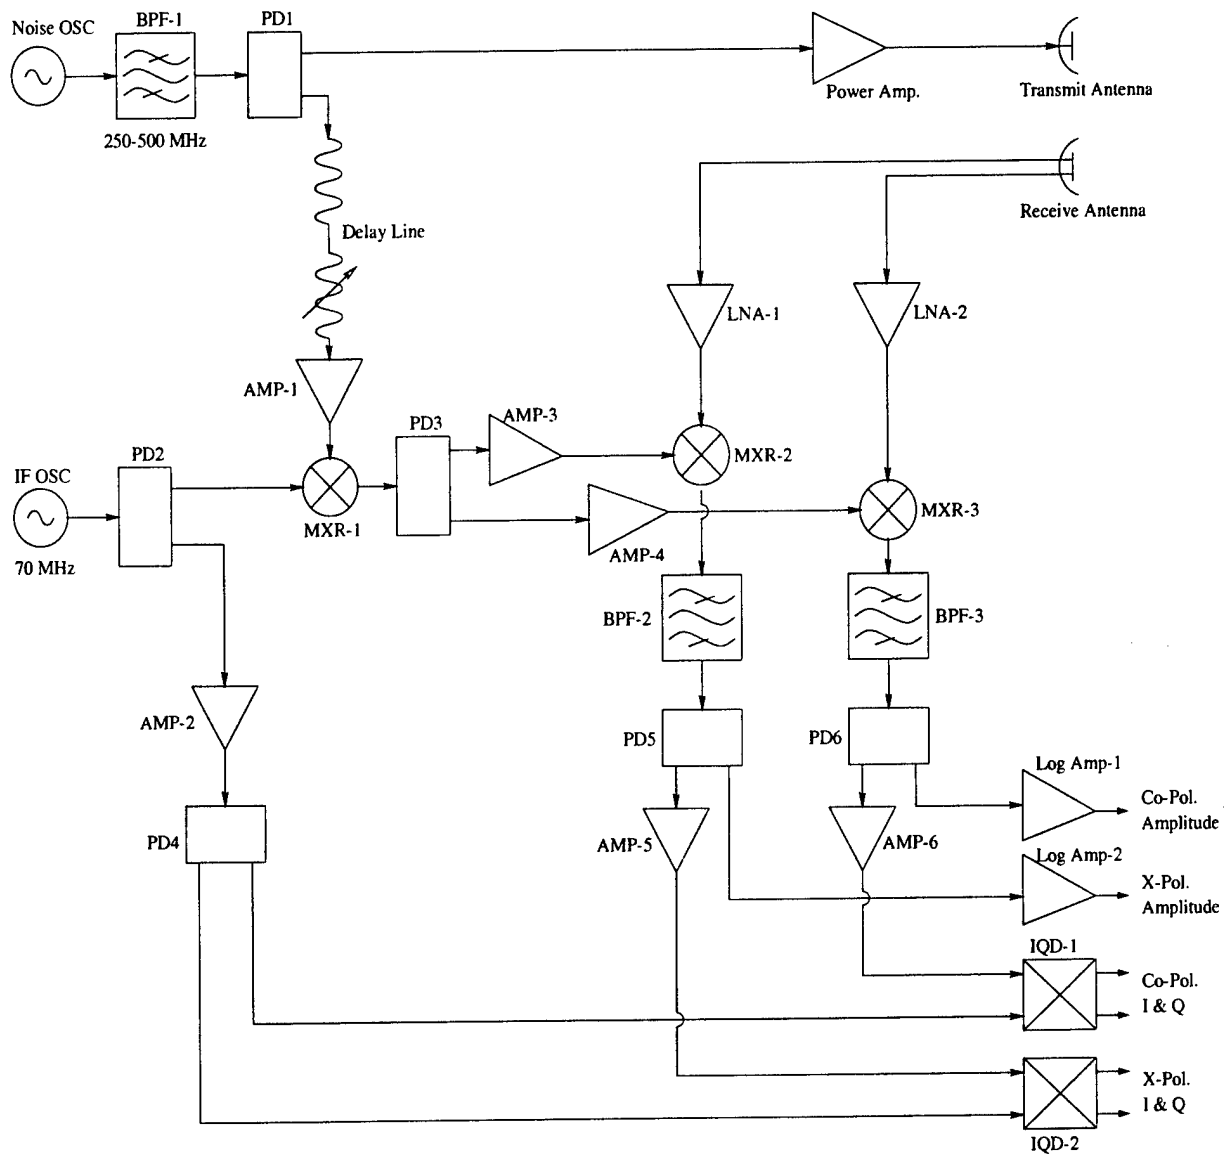 Noise OSC
BPF-1
PD1
250-500 MHz
Power Amp.
Transmit Antenna
Receive Antenna
Delay Line
LNA-1
LNA-2
AMP-1
PD3
AMP-3
MXR-2
PD2
IF OSC
MXR-1
MXR-3
70 MHz
AMP-4
BPF-2
BPF-3
AMP-2
PD5
PD6
Log Amp-1
Co-Pol.
Amplitude
PD4
AMP-5
AMP-6
Log Amp-2
X-Pol.
Amplitude
IQD-1
Co-Pol.
I & Q
X-Pol.
I & Q
IQD-2